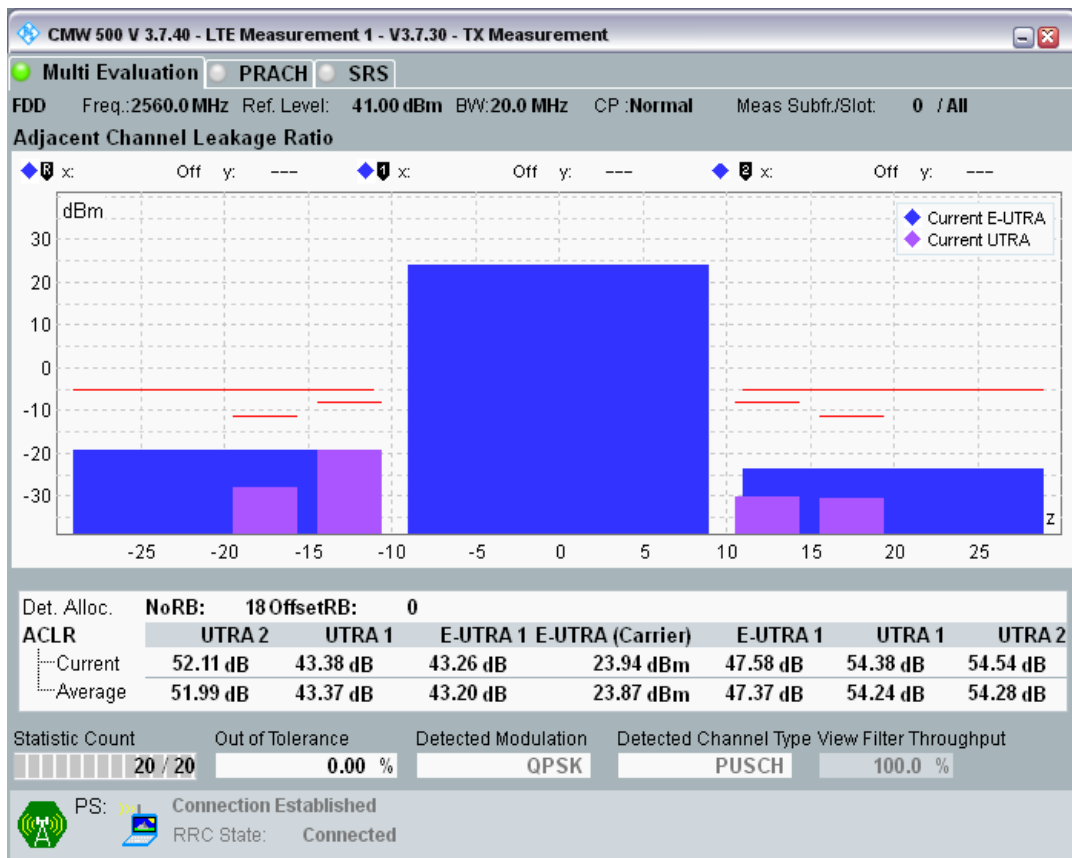 CMW 500 V 3.7.40 - LTE Measurement 1 - V3.7.30 - TX Measurement
Multi Evaluation PRACH SRS
FDD Freq.:2560.0 MHz Ref. Level: 41.00 dBm BW:20.0 MHz CP :Normal Meas Subfr./Slot: 0 / All
Adjacent Channel Leakage Ratio
R x: Off y: --- 1 x: Off y: --- 2 x: Off y: ---
dBm
Current E-UTRA
Current UTRA
30
20
10
0
-10
-20
-30
z
-25 -20 -15 -10 -5 0 5 10 15 20 25
Det. Alloc. NoRB: 18 OffsetRB: 0
ACLR UTRA 2 UTRA 1 E-UTRA 1 E-UTRA (Carrier) E-UTRA 1 UTRA 1 UTRA 2
Current 52.11 dB 43.38 dB 43.26 dB 23.94 dBm 47.58 dB 54.38 dB 54.54 dB
Average 51.99 dB 43.37 dB 43.20 dB 23.87 dBm 47.37 dB 54.24 dB 54.28 dB
Statistic Count Out of Tolerance Detected Modulation Detected Channel Type View Filter Throughput
20 / 20 0.00 % QPSK PUSCH 100.0 %
PS: Connection Established
RRC State: Connected